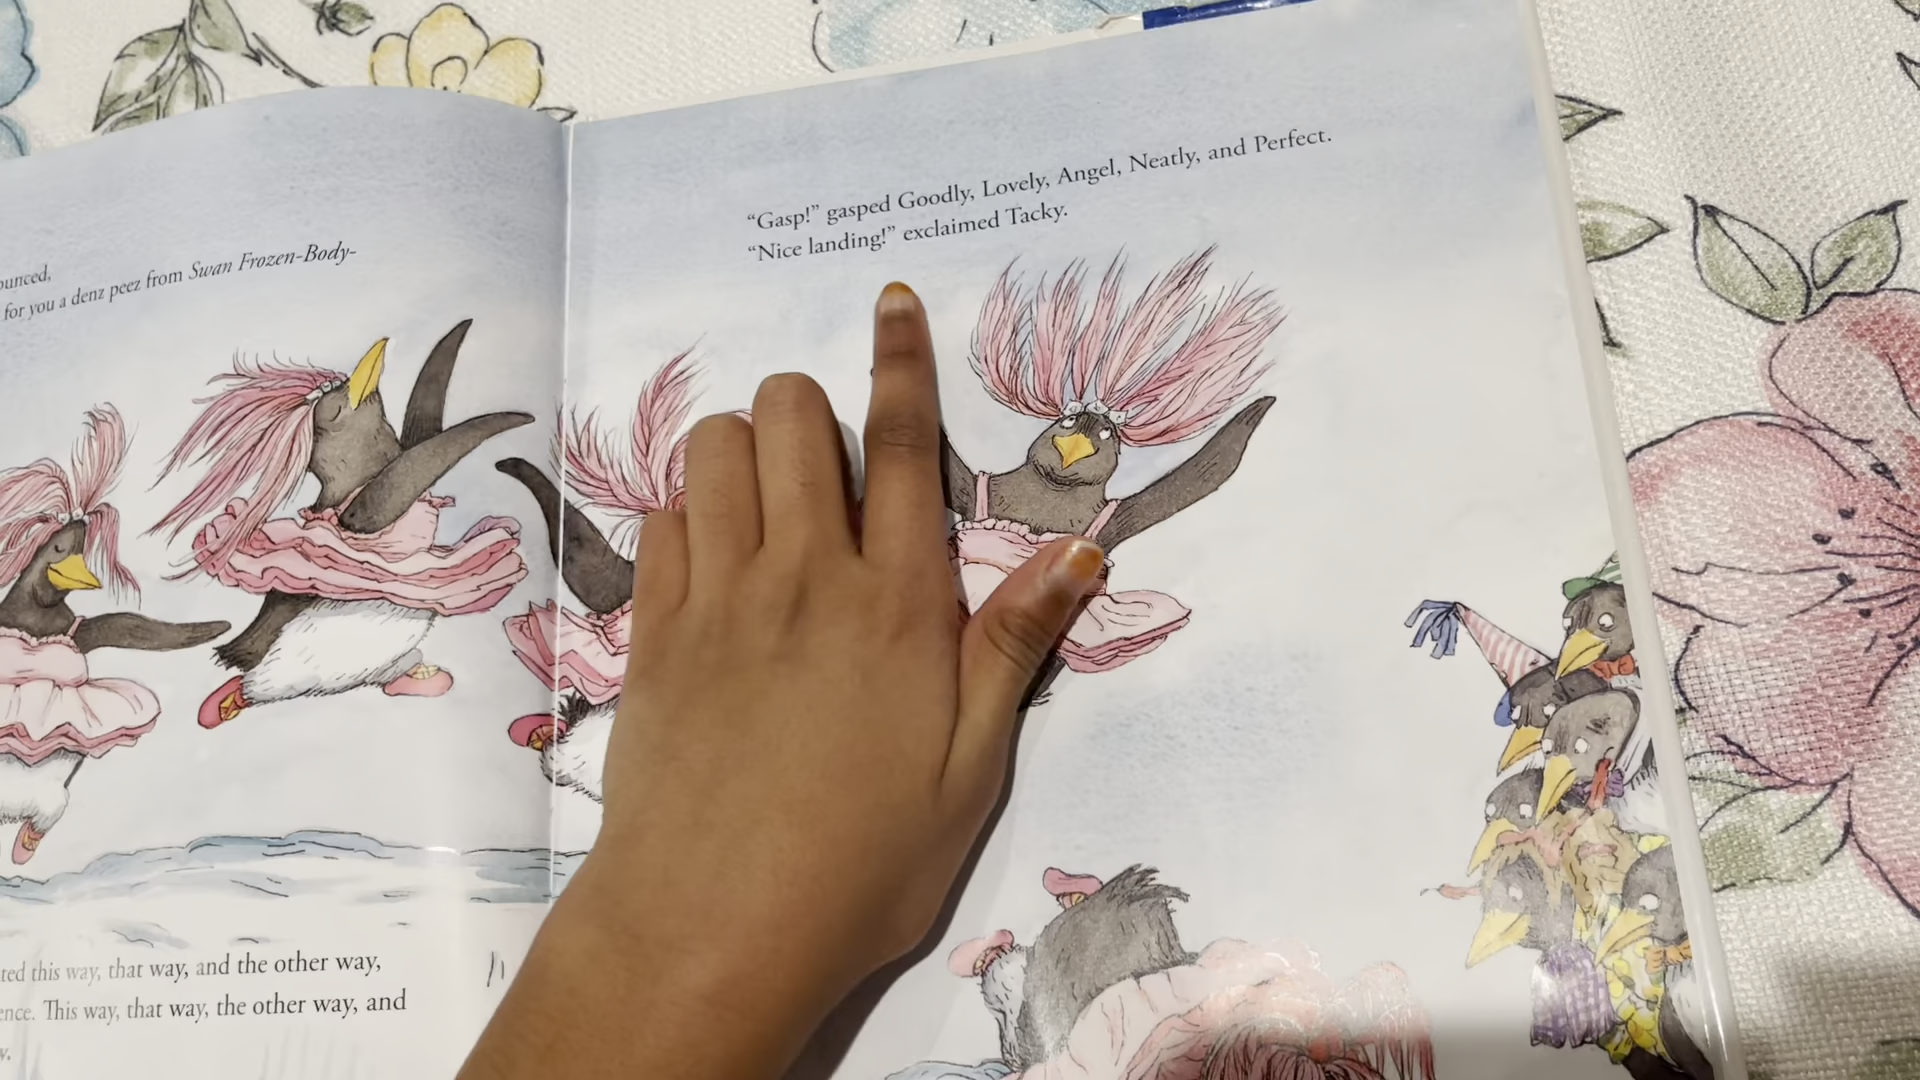 for you a denz peez from Swan Frozen-Body-
ted this way, that way, and the other way,
ence. This way, that way, the other way, and
“Gasp!” gasped Goodly, Lovely, Angel, Neatly, and Perfect.
“Nice landing!” exclaimed Tacky.